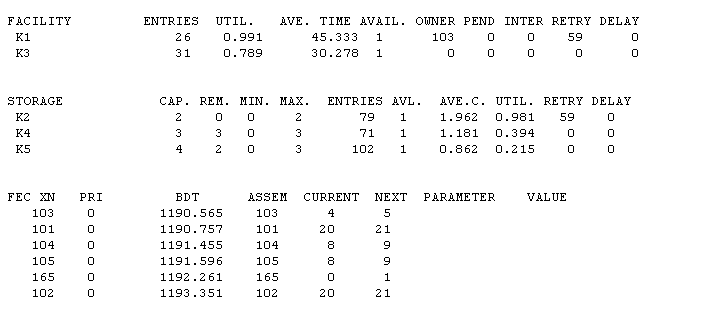 FACILITY ENTRIES UTIL. AVE. TIME AVAIL. OWNER PEND INTER RETRY DELAY
K1 26 0.991 45.333 1 103 0 0 59 0
K3 31 0.789 30.278 1 0 0 0 0 0
STORAGE CAP. REM. MIN. MAX. ENTRIES AVL. AVE.C. UTIL. RETRY DELAY
K2 2 0 0 2 79 1 1.962 0.981 59 0
K4 3 3 0 3 71 1 1.181 0.394 0 0
K5 4 2 0 3 102 1 0.862 0.215 0 0
FEC XN PRI BDT ASSEM CURRENT NEXT PARAMETER VALUE
103 0 1190.565 103 4 5
101 0 1190.757 101 20 21
104 0 1191.455 104 8 9
105 0 1191.596 105 8 9
165 0 1192.261 165 0 1
102 0 1193.351 102 20 21